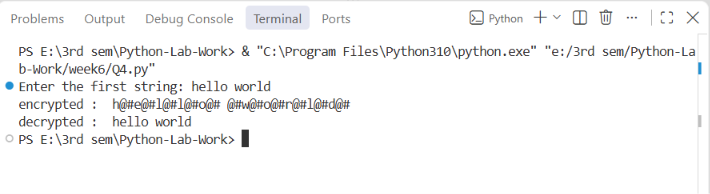 Problems Output Debug Console Terminal Ports Python
PS E:\3rd sem\Python-Lab-Work> & "C:\Program Files\Python310\python.exe" "e:/3rd sem/Python-La
b-Work/week6/Q4.py"
Enter the first string: hello world
encrypted :  h@#e@#l@#l@#o@# @#w@#o@#r@#l@#d@#
decrypted :  hello world
PS E:\3rd sem\Python-Lab-Work>